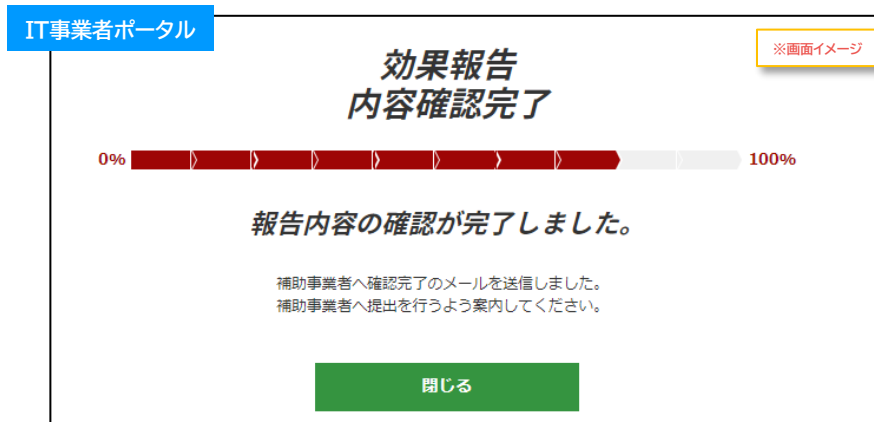 IT事業者ポータル
※画面イメージ
効果報告
内容確認完了
0%
100%
報告内容の確認が完了しました。
補助事業者へ確認完了のメールを送信しました。
補助事業者へ提出を行うよう案内してください。
閉じる